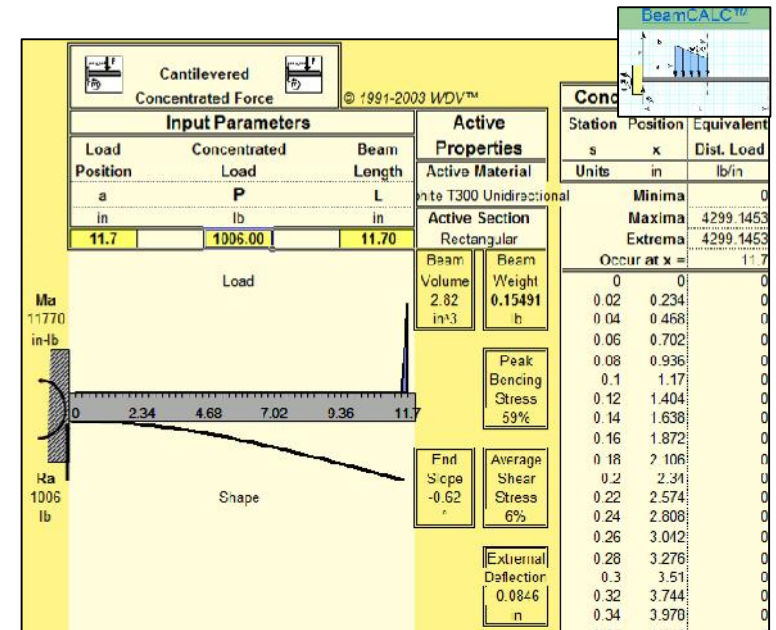 BeamCALC™
Cantilevered
Concentrated Force
© 1991-2003 WDV™
Input Parameters
Load Concentrated Beam
Position Load Length
a P L
in lb in
11.7 1006.00 11.70
Active
Properties
Active Material
hite T300 Unidirectional
Active Section
Rectangular
Beam Beam
Volume Weight
2.82 0.15491
in^3 lb
Conc
Station Position Equivalent
s x Dist. Load
Units in lb/in
Minima 0
Maxima 4299.1453
Extrema 4299.1453
Occur at x = 11.7
0 0 0
0.02 0.234 0
0.04 0.468 0
0.06 0.702 0
0.08 0.936 0
0.1 1.17 0
0.12 1.404 0
0.14 1.638 0
0.16 1.872 0
0.18 2.106 0
0.2 2.34 0
0.22 2.574 0
0.24 2.808 0
0.26 3.042 0
0.28 3.276 0
0.3 3.51 0
0.32 3.744 0
0.34 3.978 0
Load
Ma
11770
in-lb
0 2.34 4.68 7.02 9.36 11.7
Ra
1006
lb
Shape
Peak
Bending
Stress
59%
End
Slope
-0.62
°
Average
Shear
Stress
6%
Extremal
Deflection
0.0846
in